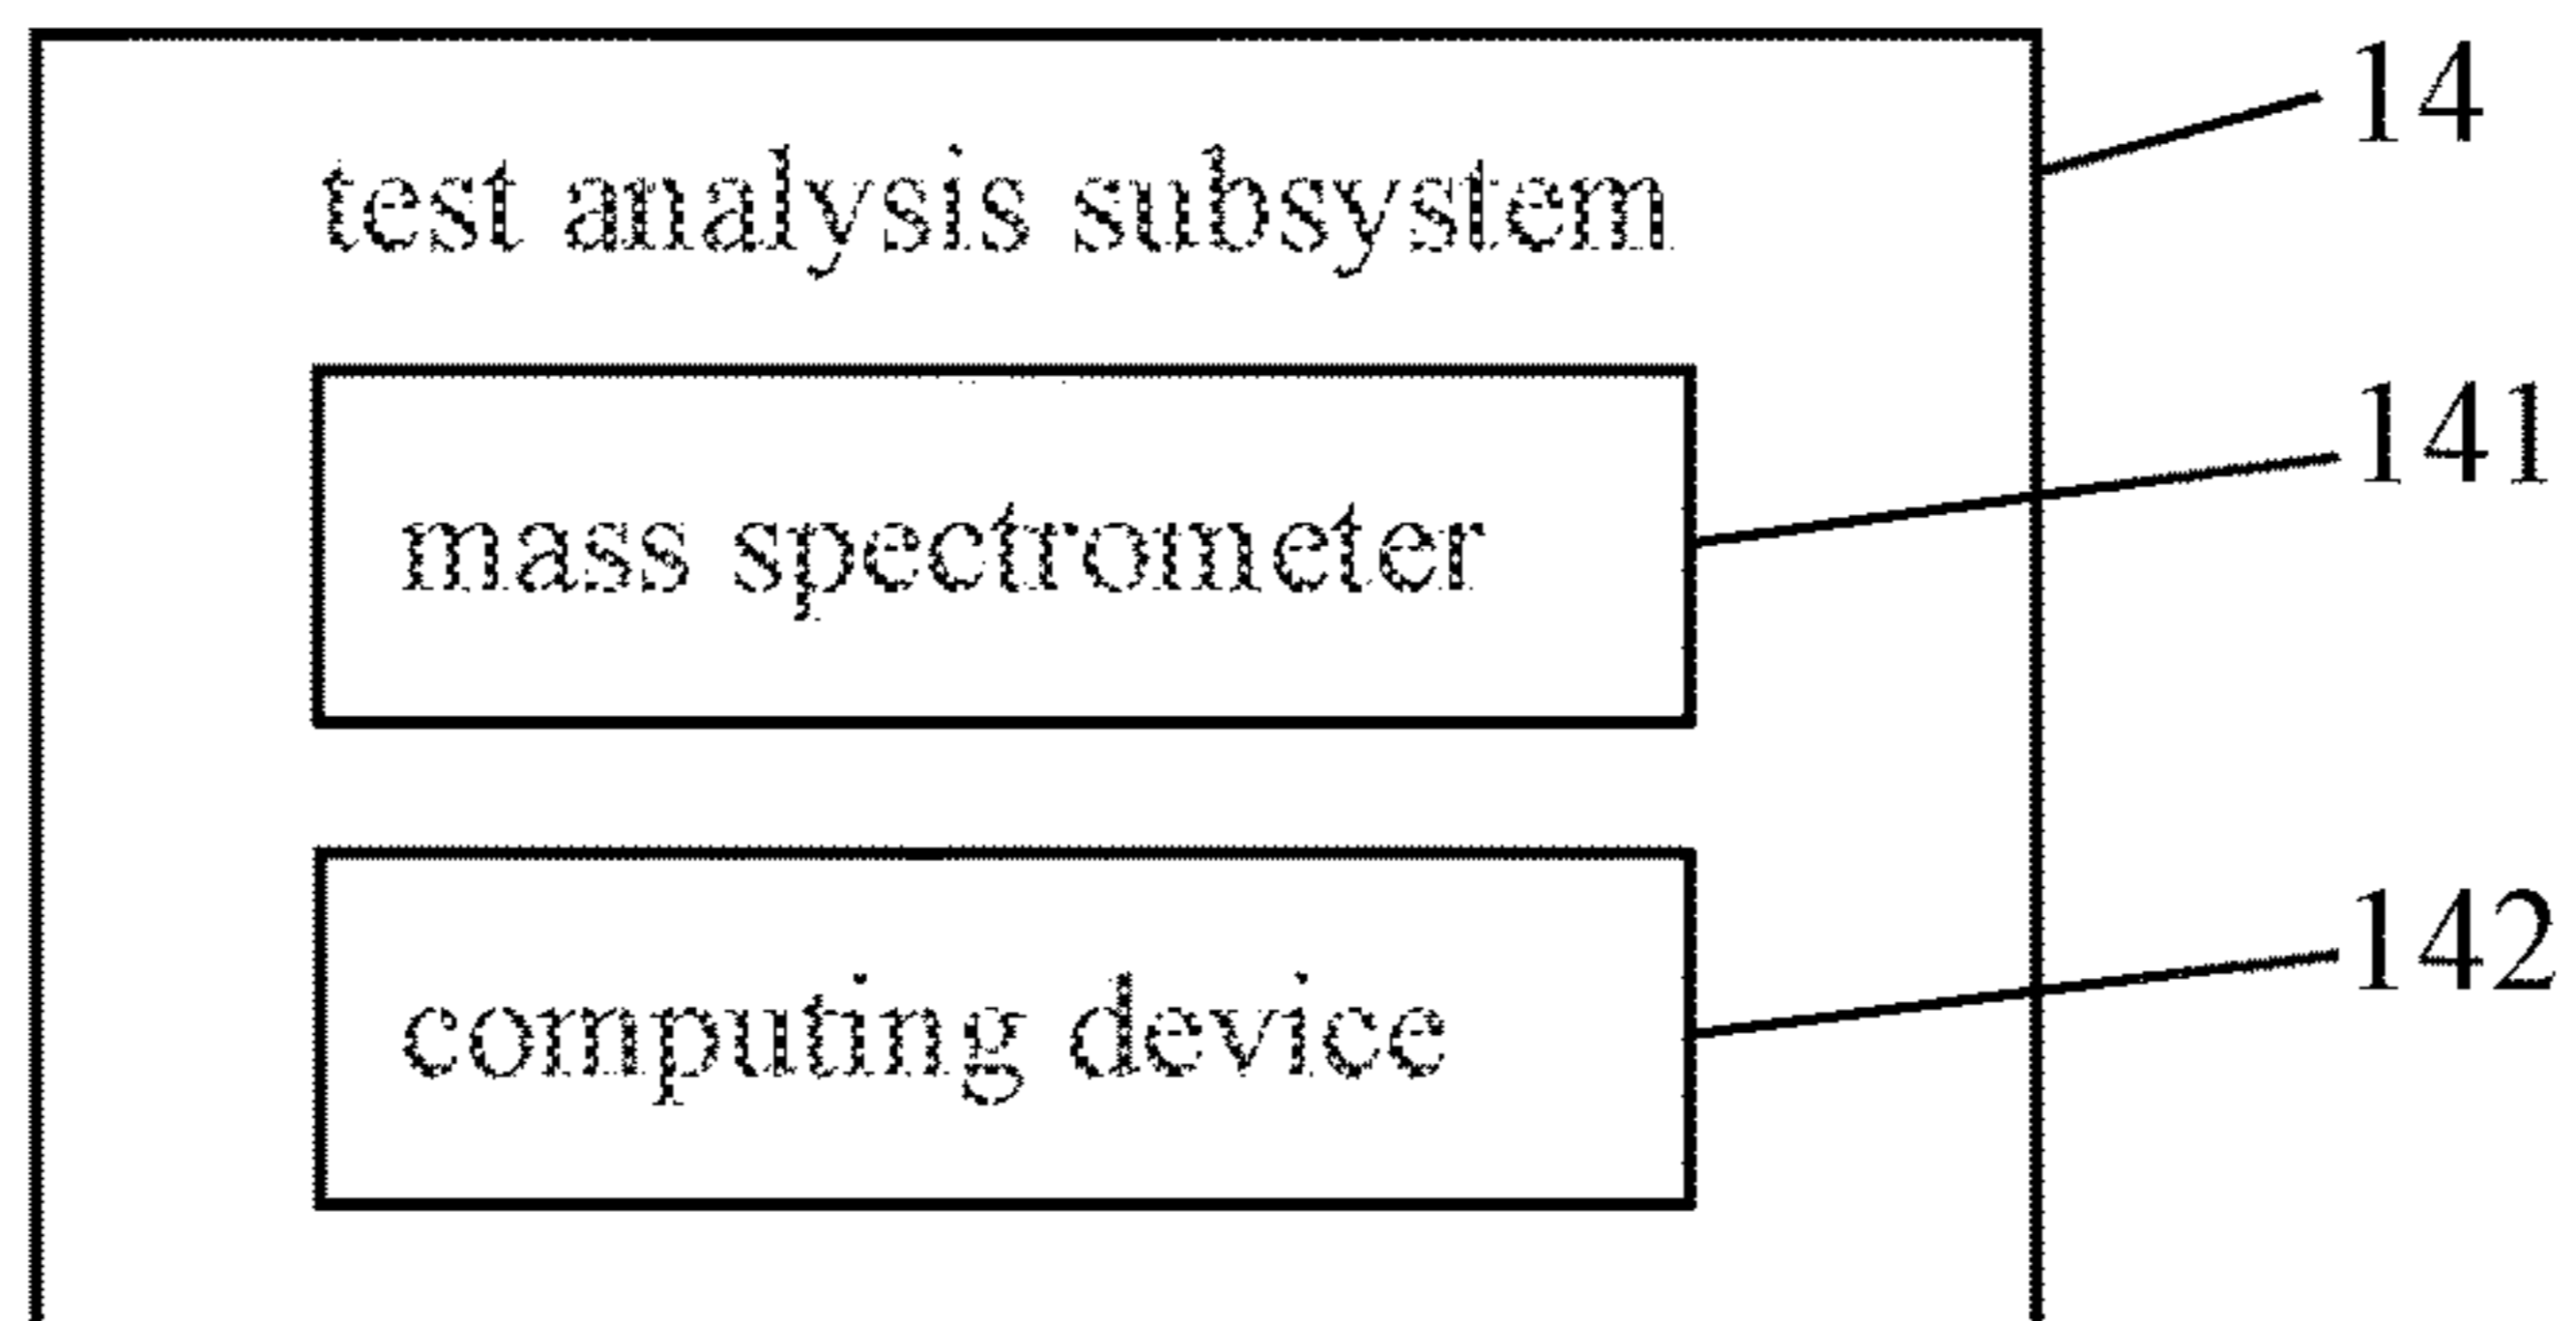 14
test analysis subsystem
141
mass spectrometer
142
computing device